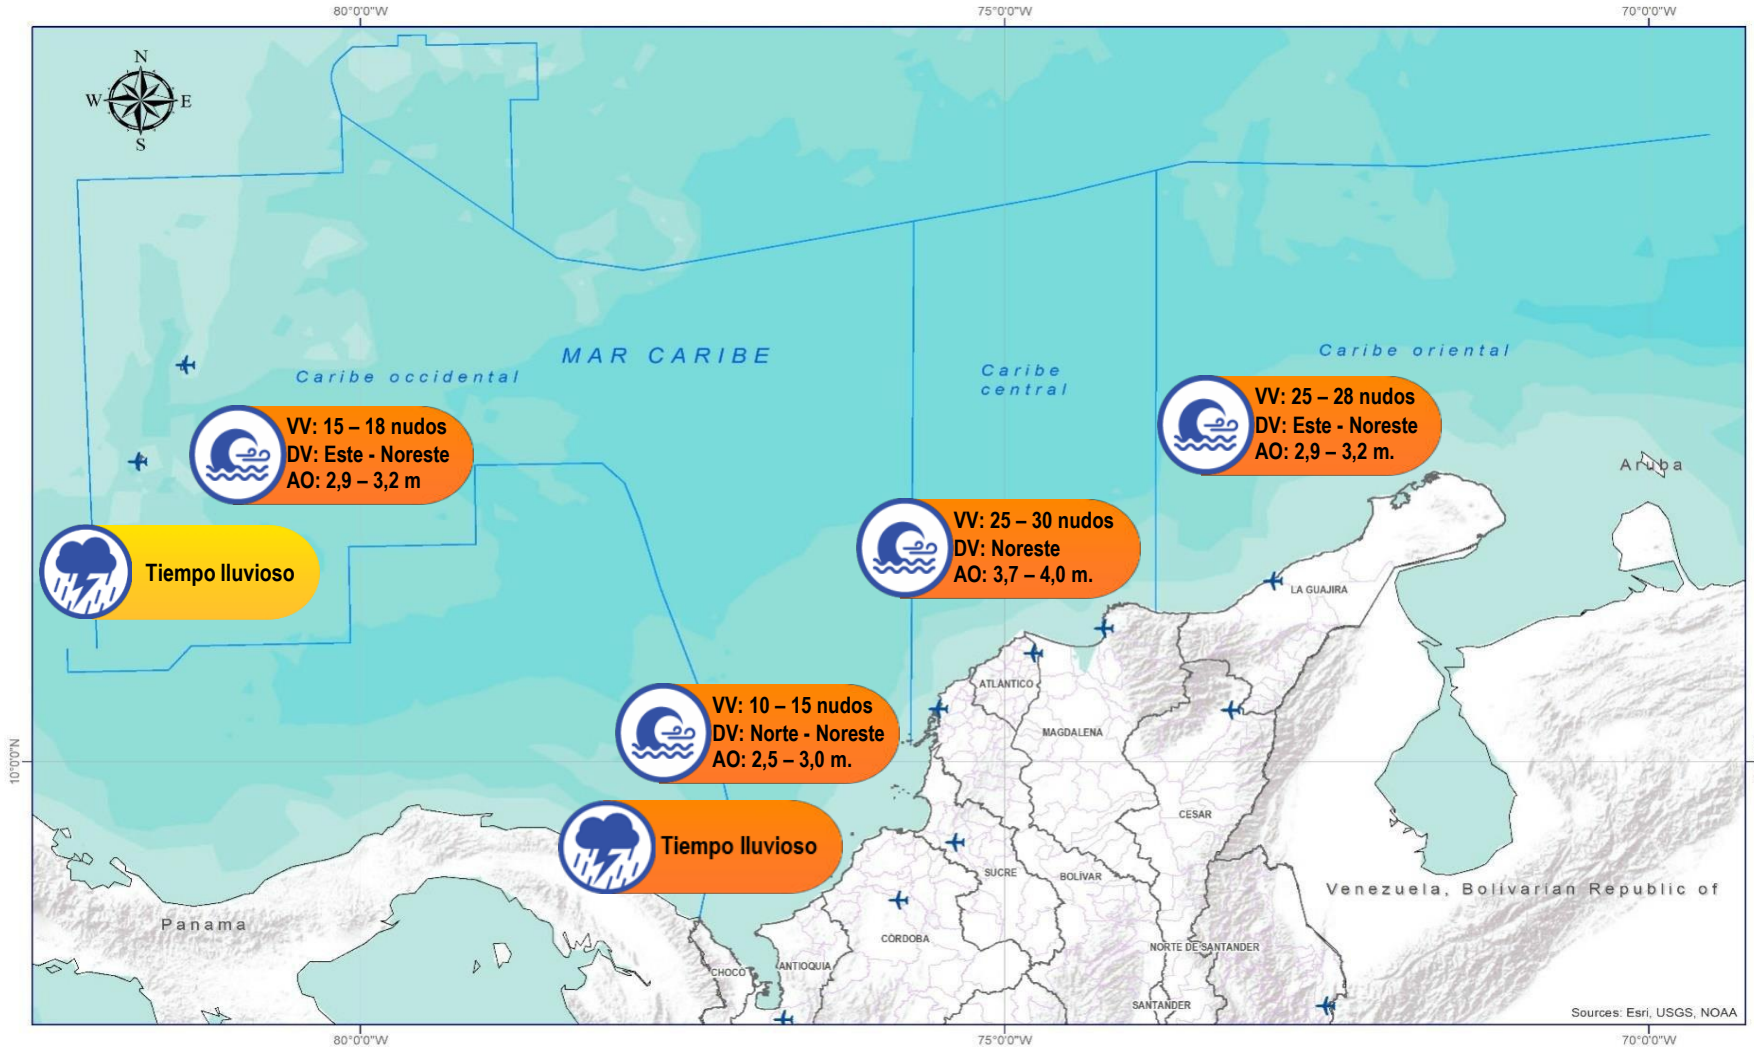 80°0'0"W
75°0'0"W
70°0'0"W
N
W
E
S
MAR CARIBE
Caribe occidental
Caribe
central
Caribe oriental
VV: 25 – 28 nudos
DV: Este - Noreste
AO: 2,9 – 3,2 m.
VV: 15 – 18 nudos
DV: Este - Noreste
AO: 2,9 – 3,2 m
Aruba
VV: 25 – 30 nudos
DV: Noreste
AO: 3,7 – 4,0 m.
Tiempo lluvioso
LA GUAJIRA
ATLÁNTICO
VV: 10 – 15 nudos
DV: Norte - Noreste
AO: 2,5 – 3,0 m.
MAGDALENA
10°0'0"N
CESAR
Tiempo lluvioso
SUCRE
BOLÍVAR
Venezuela, Bolivarian Republic of
Panama
CÓRDOBA
NORTE DE SANTANDER
CHOCÓ
ANTIOQUIA
SANTANDER
Sources: Esri, USGS, NOAA
80°0'0"W
75°0'0"W
70°0'0"W